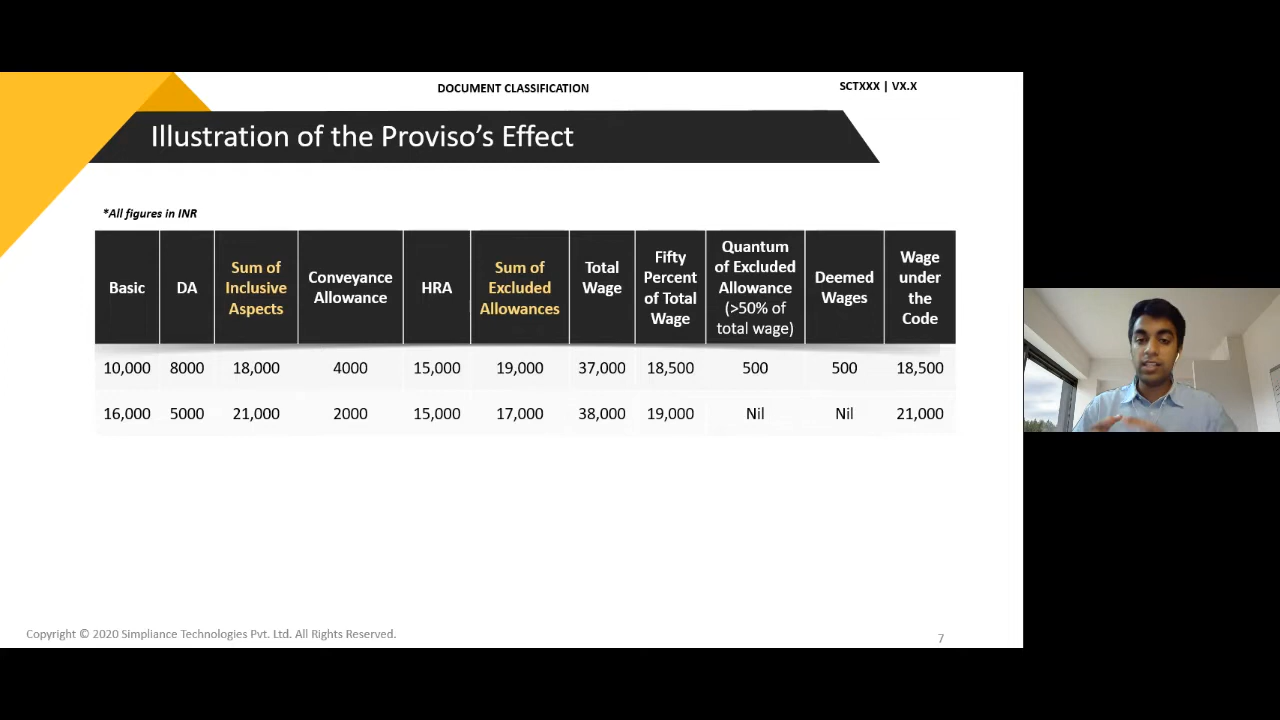 DOCUMENT CLASSIFICATION
SCTXXX | VX.X
Illustration of the Proviso's Effect
*All figures in INR
Basic
DA
Sum of
Inclusive
Aspects
Conveyance
Allowance
HRA
Sum of
Excluded
Allowances
Total
Wage
Fifty
Percent
of Total
Wage
Quantum
of Excluded
Allowance
(>50% of
total wage)
Deemed
Wages
Wage
under
the
Code
10,000 8000 18,000 4000 15,000 19,000 37,000 18,500 500 500 18,500
16,000 5000 21,000 2000 15,000 17,000 38,000 19,000 Nil Nil 21,000
Copyright © 2020 Simpliance Technologies Pvt. Ltd. All Rights Reserved.
7